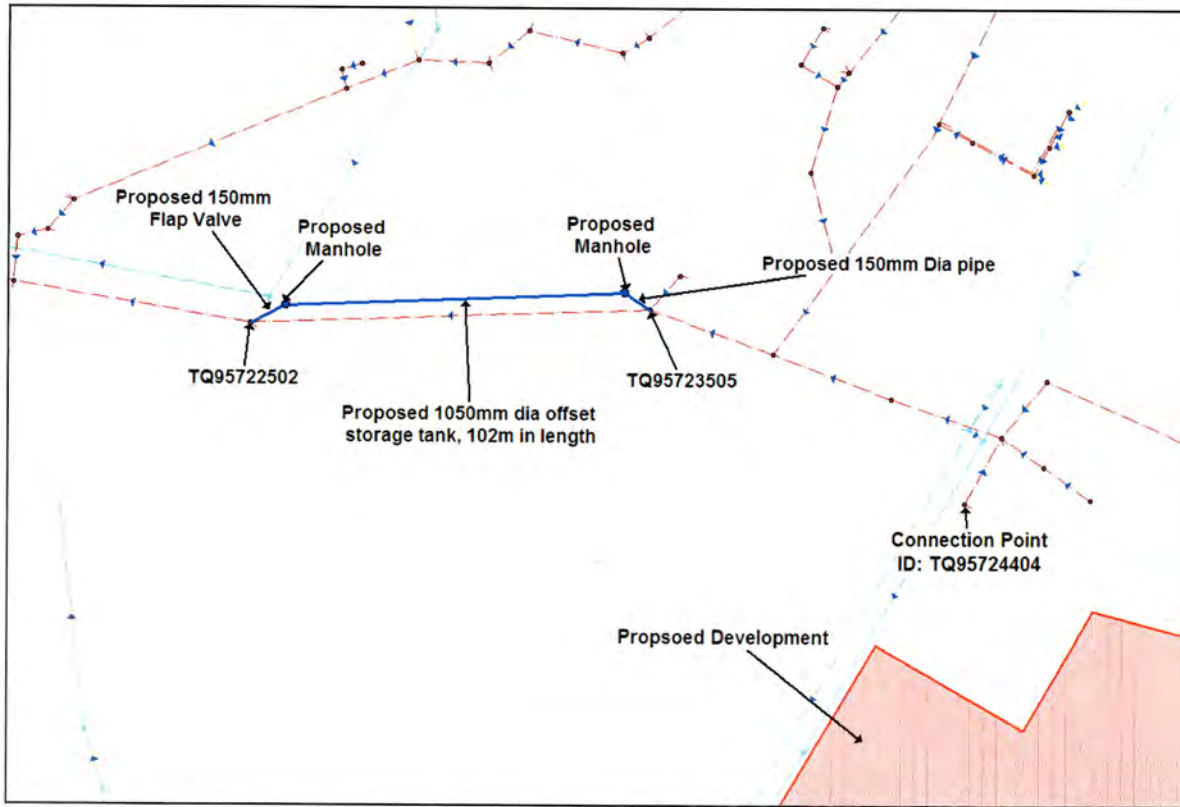 Proposed 150mm
Flap Valve
Proposed
Manhole
Proposed
Manhole
Proposed 150mm Dia pipe
TQ95722502
TQ95723505
Proposed 1050mm dia offset
storage tank, 102m in length
Connection Point
ID: TQ95724404
Propsoed Development